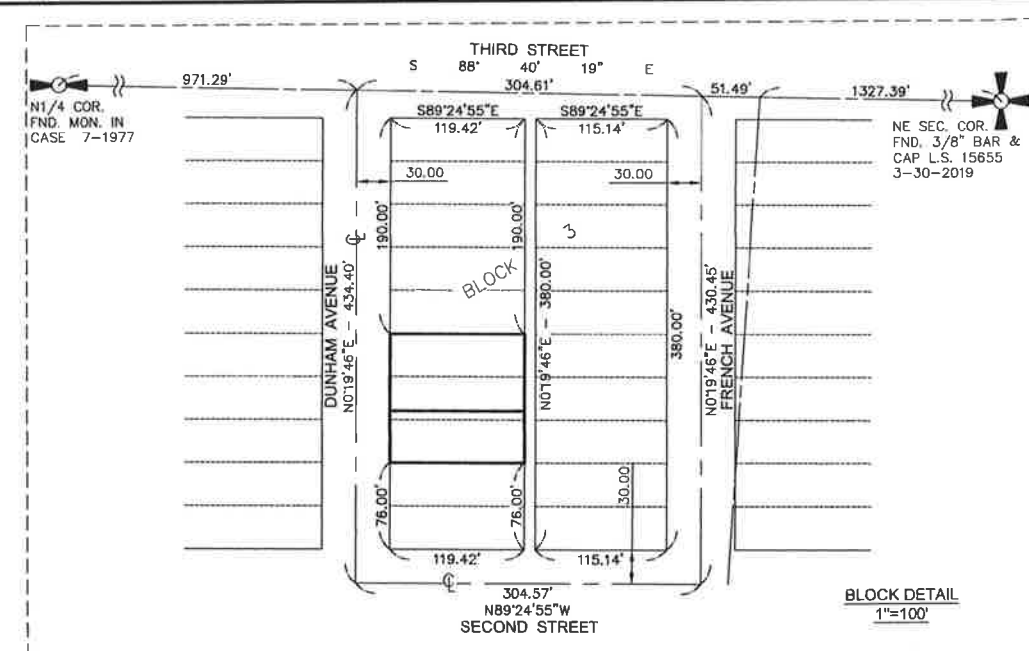 THIRD STREET
S 88° 40' 19" E
971.29'
304.61'
51.49'
1327.39'
N1/4 COR.
FND. MON. IN
CASE 7-1977
NE SEC. COR.
FND. 3/8" BAR &
CAP L.S. 15655
3-30-2019
S89°24'55"E
119.42'
S89°24'55"E
115.14'
30.00
30.00
190.00'
190.00'
BLOCK 3
DUNHAM AVENUE
N0°19'46"E - 434.40'
N0°19'46"E - 380.00'
380.00'
N0°19'46"E - 430.45'
FRENCH AVENUE
76.00'
76.00'
30.00
119.42'
115.14'
304.57'
N89°24'55"W
SECOND STREET
BLOCK DETAIL
1"=100'